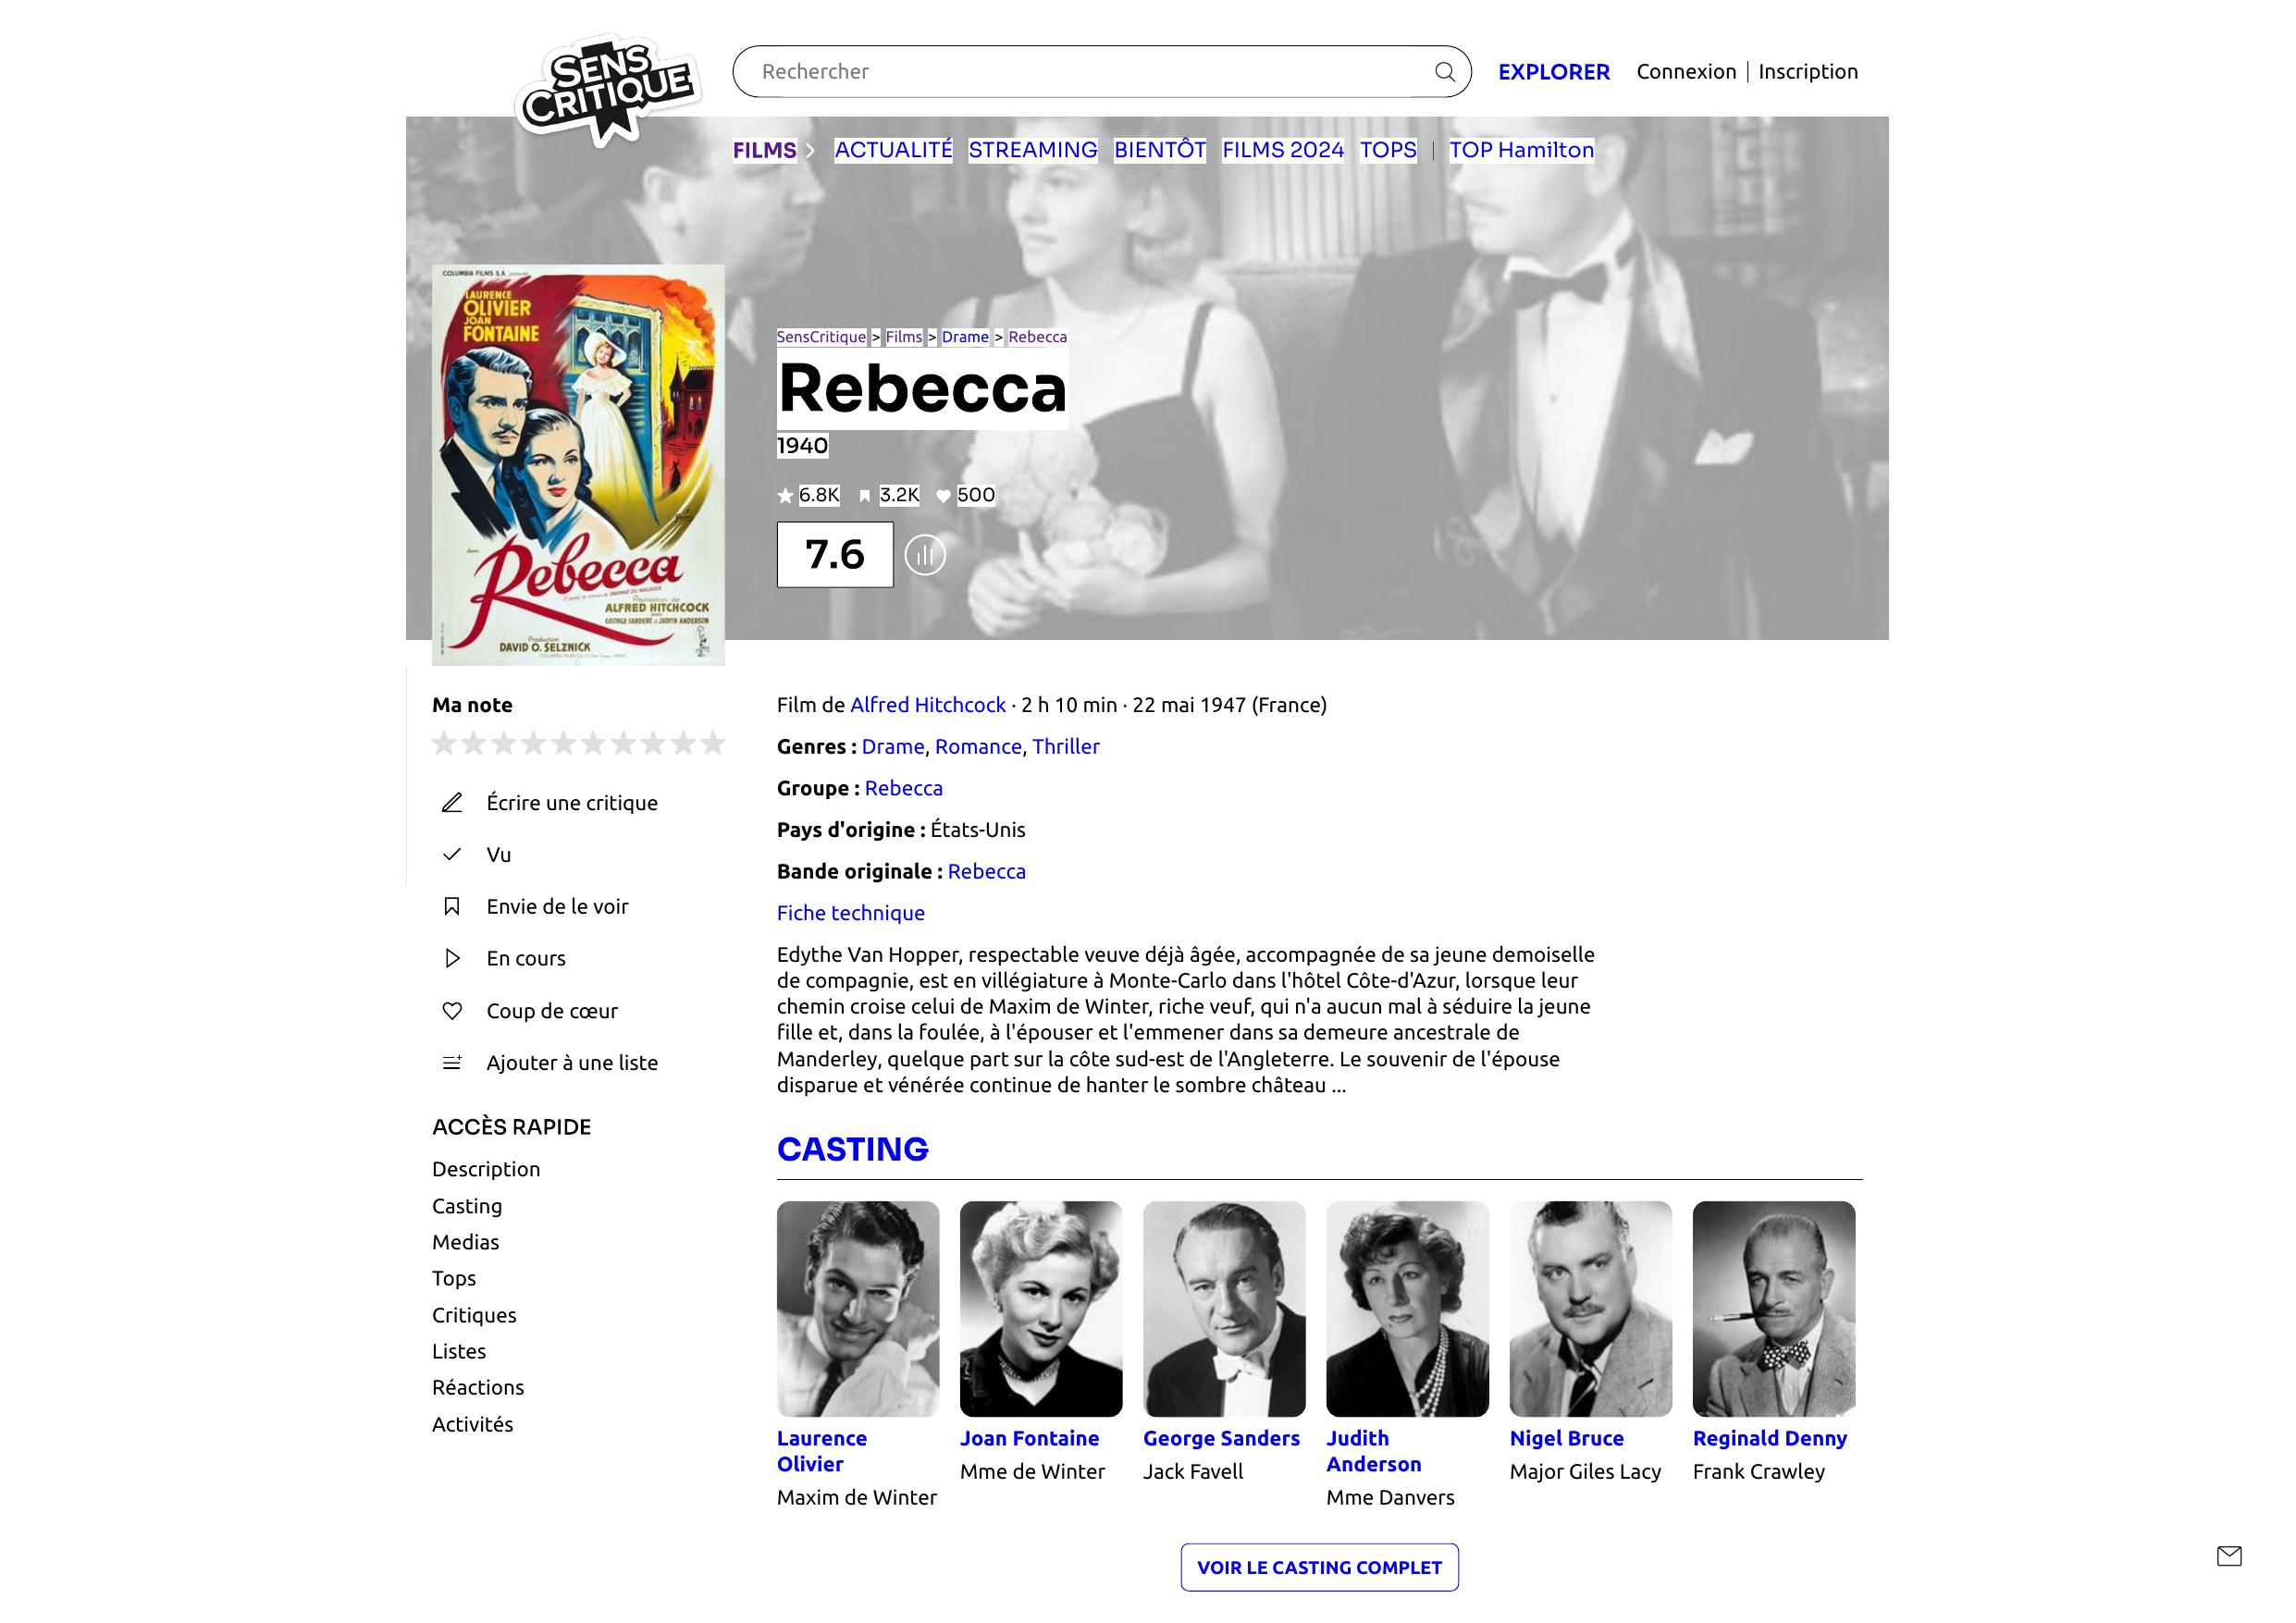 SENS CRITIQUE
Rechercher
EXPLORER
Connexion | Inscription
FILMS
ACTUALITÉ STREAMING BIENTÔT FILMS 2024 TOPS | TOP Hamilton
COLUMBIA FILMS S.A.
LAURENCE
OLIVIER
JOAN
FONTAINE
Rebecca
Réalisation de
ALFRED HITCHCOCK
GEORGE SANDERS et JUDITH ANDERSON
Production
DAVID O. SELZNICK
SensCritique > Films > Drame > Rebecca
Rebecca
1940
6.8K 3.2K 500
7.6
Ma note
Écrire une critique
Vu
Envie de le voir
En cours
Coup de cœur
Ajouter à une liste
ACCÈS RAPIDE
Description
Casting
Medias
Tops
Critiques
Listes
Réactions
Activités
Film de Alfred Hitchcock · 2 h 10 min · 22 mai 1947 (France)
Genres : Drame, Romance, Thriller
Groupe : Rebecca
Pays d'origine : États-Unis
Bande originale : Rebecca
Fiche technique
Edythe Van Hopper, respectable veuve déjà âgée, accompagnée de sa jeune demoiselle
de compagnie, est en villégiature à Monte-Carlo dans l'hôtel Côte-d'Azur, lorsque leur
chemin croise celui de Maxim de Winter, riche veuf, qui n'a aucun mal à séduire la jeune
fille et, dans la foulée, à l'épouser et l'emmener dans sa demeure ancestrale de
Manderley, quelque part sur la côte sud-est de l'Angleterre. Le souvenir de l'épouse
disparue et vénérée continue de hanter le sombre château ...
CASTING
Laurence
Olivier
Maxim de Winter
Joan Fontaine
Mme de Winter
George Sanders
Jack Favell
Judith
Anderson
Mme Danvers
Nigel Bruce
Major Giles Lacy
Reginald Denny
Frank Crawley
VOIR LE CASTING COMPLET